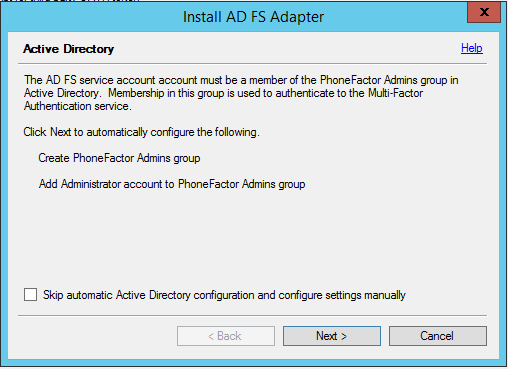 Install AD FS Adapter
x
Active Directory
Help
The AD FS service account account must be a member of the PhoneFactor Admins group in
Active Directory. Membership in this group is used to authenticate to the Multi-Factor
Authentication service.
Click Next to automatically configure the following.
Create PhoneFactor Admins group
Add Administrator account to PhoneFactor Admins group
Skip automatic Active Directory configuration and configure settings manually
< Back
Next >
Cancel